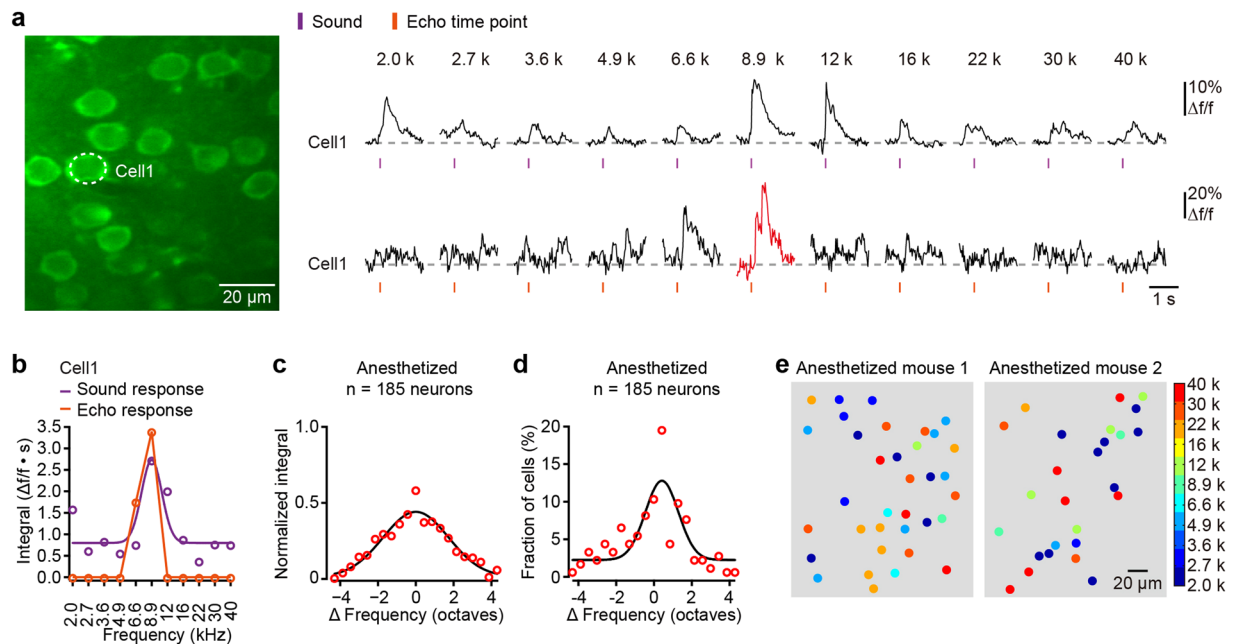 a
Sound
Echo time point
2.0 k 2.7 k 3.6 k 4.9 k 6.6 k 8.9 k 12 k 16 k 22 k 30 k 40 k
Cell1
20 µm
Cell1
10%
Δf/f
Cell1
20%
Δf/f
1 s
b
Cell1
Sound response
Echo response
Integral (Δf/f • s)
3.5
3.0
2.5
2.0
1.5
1.0
0.5
0.0
2.0 2.7 3.6 4.9 6.6 8.9 12 16 22 30 40
Frequency (kHz)
c
Anesthetized
n = 185 neurons
Normalized integral
1.0
0.5
0.0
−4 −2 0 2 4
Δ Frequency (octaves)
d
Anesthetized
n = 185 neurons
Fraction of cells (%)
20
15
10
5
0
−4 −2 0 2 4
Δ Frequency (octaves)
e
Anesthetized mouse 1
Anesthetized mouse 2
20 µm
40 k
30 k
22 k
16 k
12 k
8.9 k
6.6 k
4.9 k
3.6 k
2.7 k
2.0 k